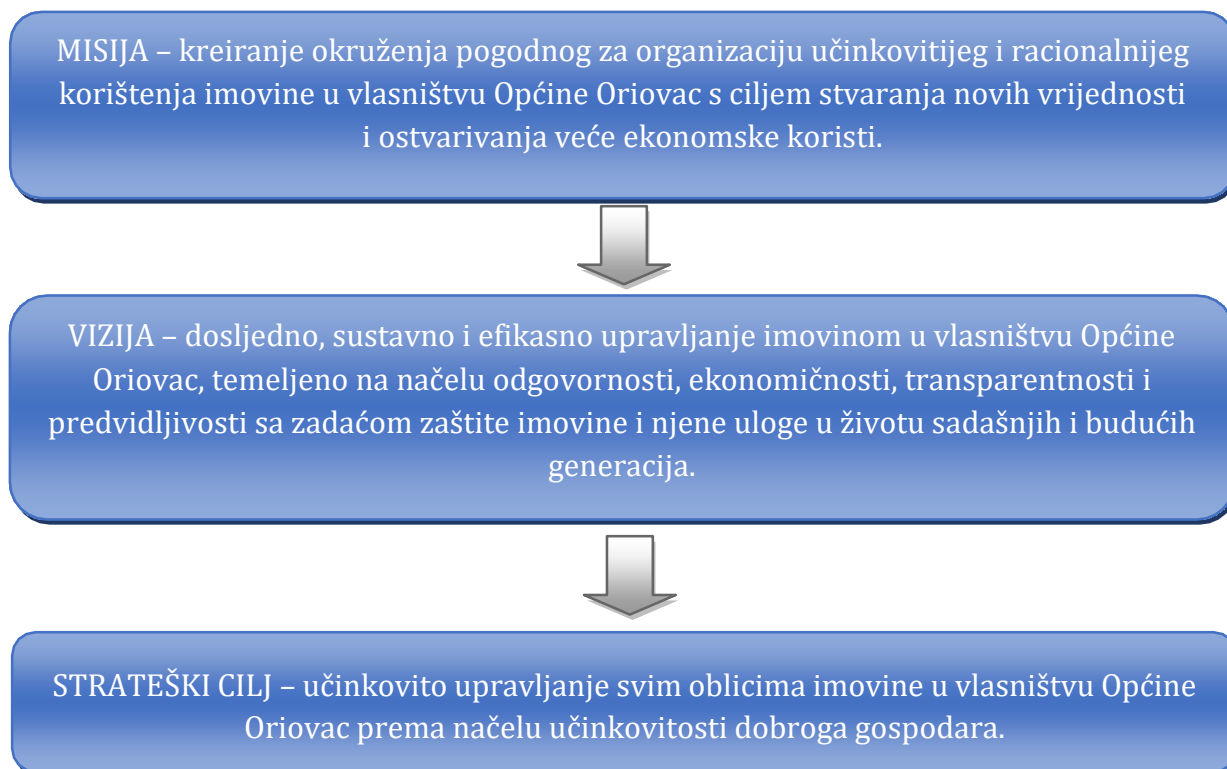 MISIJA – kreiranje okruženja pogodnog za organizaciju učinkovitijeg i racionalnijeg
korištenja imovine u vlasništvu Općine Oriovac s ciljem stvaranja novih vrijednosti
i ostvarivanja veće ekonomske koristi.
VIZIJA – dosljedno, sustavno i efikasno upravljanje imovinom u vlasništvu Općine
Oriovac, temeljeno na načelu odgovornosti, ekonomičnosti, transparentnosti i
predvidljivosti sa zadaćom zaštite imovine i njene uloge u životu sadašnjih i budućih
generacija.
STRATEŠKI CILJ – učinkovito upravljanje svim oblicima imovine u vlasništvu Općine
Oriovac prema načelu učinkovitosti dobroga gospodara.